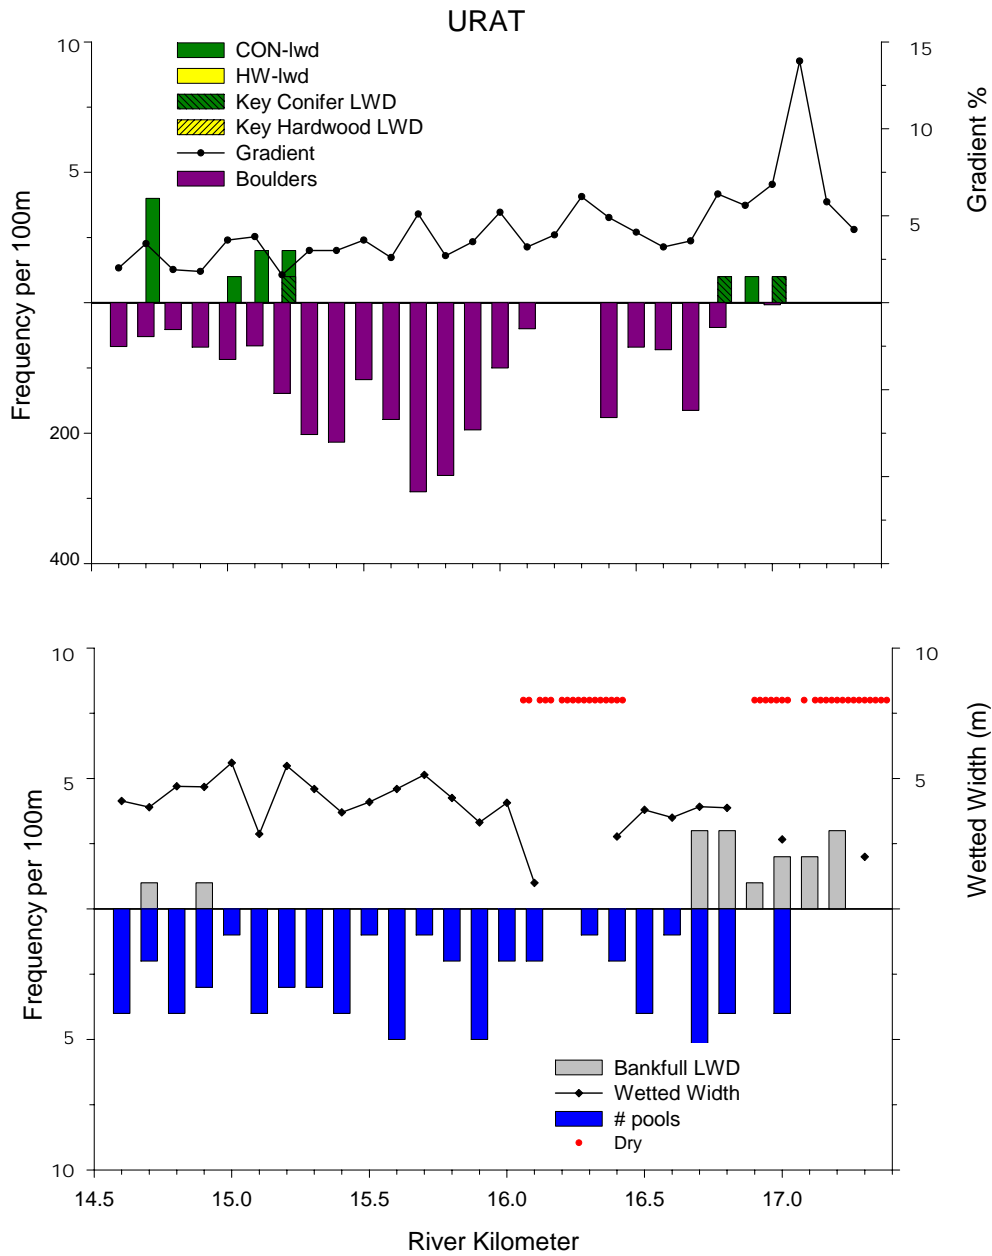 URAT
10
15
CON-lwd
HW-lwd
Key Conifer LWD
Key Hardwood LWD
Gradient
Boulders
10
5
5
200
400
Frequency per 100m
Gradient %
10
10
5
5
5
10
Frequency per 100m
Wetted Width (m)
Bankfull LWD
Wetted Width
# pools
Dry
14.5 15.0 15.5 16.0 16.5 17.0
River Kilometer